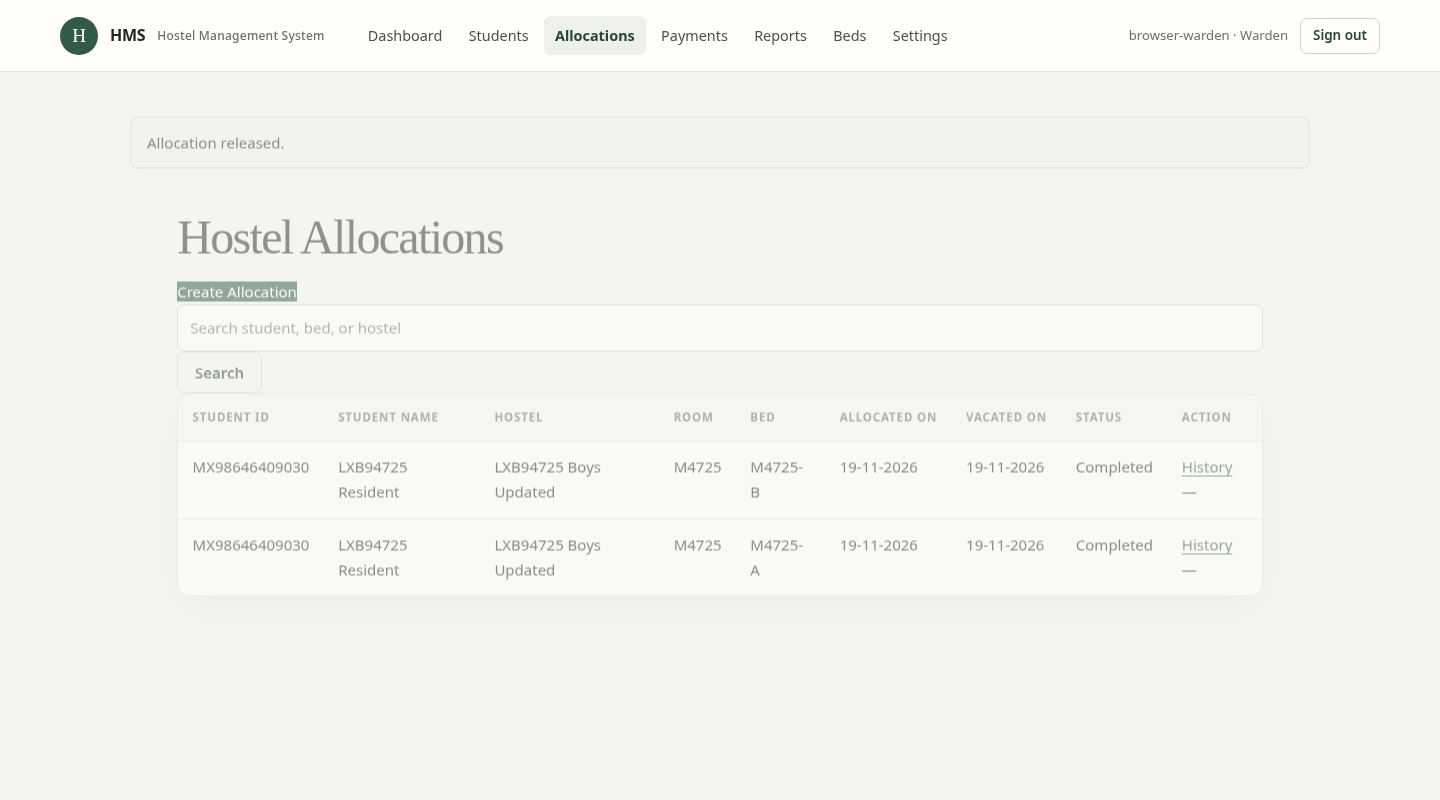 H HMS Hostel Management System Dashboard Students Allocations Payments Reports Beds Settings browser-warden · Warden Sign out
Allocation released.
Hostel Allocations
Create Allocation
Search student, bed, or hostel
Search
STUDENT ID STUDENT NAME HOSTEL ROOM BED ALLOCATED ON VACATED ON STATUS ACTION
MX98646409030 LXB94725 LXB94725 Boys M4725 M4725- 19-11-2026 19-11-2026 Completed History
Resident Updated B —
MX98646409030 LXB94725 LXB94725 Boys M4725 M4725- 19-11-2026 19-11-2026 Completed History
Resident Updated A —